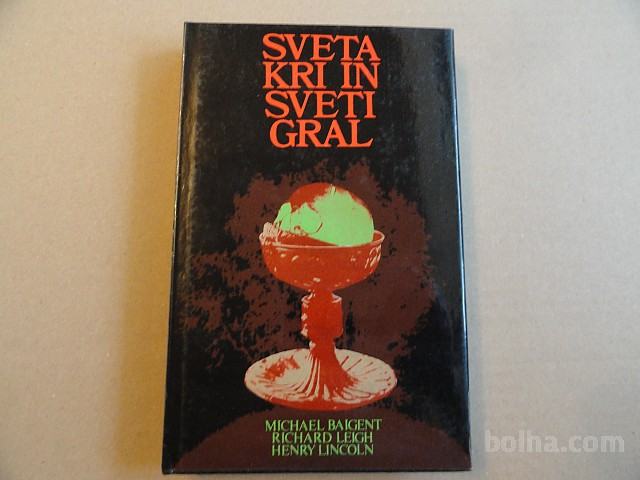 SVETA
KRI IN
SVETI
GRAL
MICHAEL BAIGENT
RICHARD LEIGH
HENRY LINCOLN
bolha.com